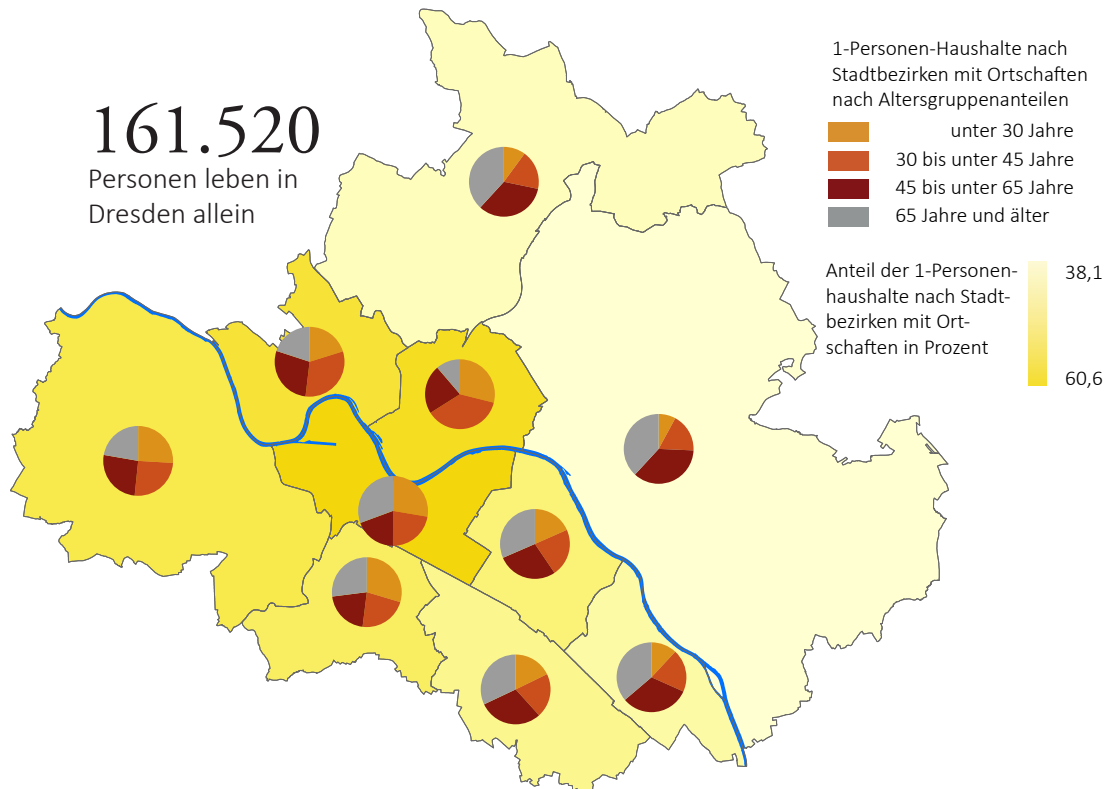 161.520
Personen leben in
Dresden allein
1-Personen-Haushalte nach
Stadtbezirken mit Ortschaften
nach Altersgruppenanteilen
unter 30 Jahre
30 bis unter 45 Jahre
45 bis unter 65 Jahre
65 Jahre und älter
Anteil der 1-Personen-
haushalte nach Stadt-
bezirken mit Ort-
schaften in Prozent
38,1
60,6